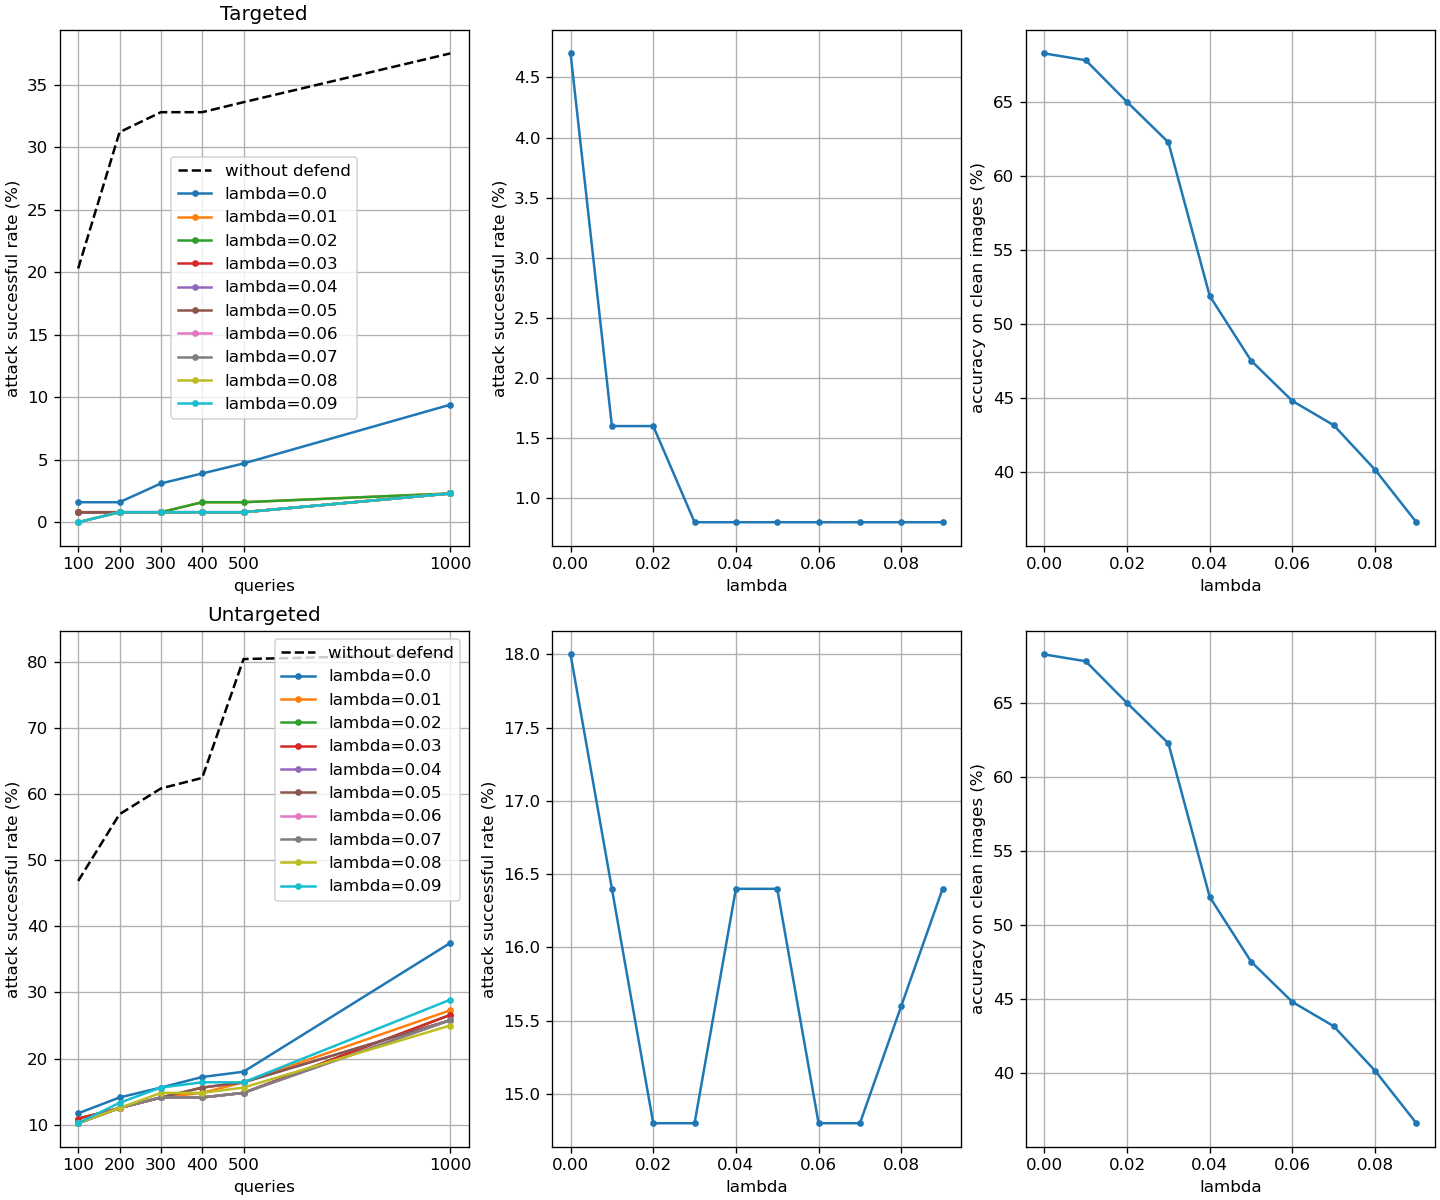 Targeted
attack successful rate (%)
35
30
25
20
15
10
5
0
without defend
lambda=0.0
lambda=0.01
lambda=0.02
lambda=0.03
lambda=0.04
lambda=0.05
lambda=0.06
lambda=0.07
lambda=0.08
lambda=0.09
100 200 300 400 500 1000
queries
attack successful rate (%)
4.5
4.0
3.5
3.0
2.5
2.0
1.5
1.0
0.00 0.02 0.04 0.06 0.08
lambda
accuracy on clean images (%)
65
60
55
50
45
40
0.00 0.02 0.04 0.06 0.08
lambda
Untargeted
attack successful rate (%)
80
70
60
50
40
30
20
10
without defend
lambda=0.0
lambda=0.01
lambda=0.02
lambda=0.03
lambda=0.04
lambda=0.05
lambda=0.06
lambda=0.07
lambda=0.08
lambda=0.09
100 200 300 400 500 1000
queries
attack successful rate (%)
18.0
17.5
17.0
16.5
16.0
15.5
15.0
0.00 0.02 0.04 0.06 0.08
lambda
accuracy on clean images (%)
65
60
55
50
45
40
0.00 0.02 0.04 0.06 0.08
lambda